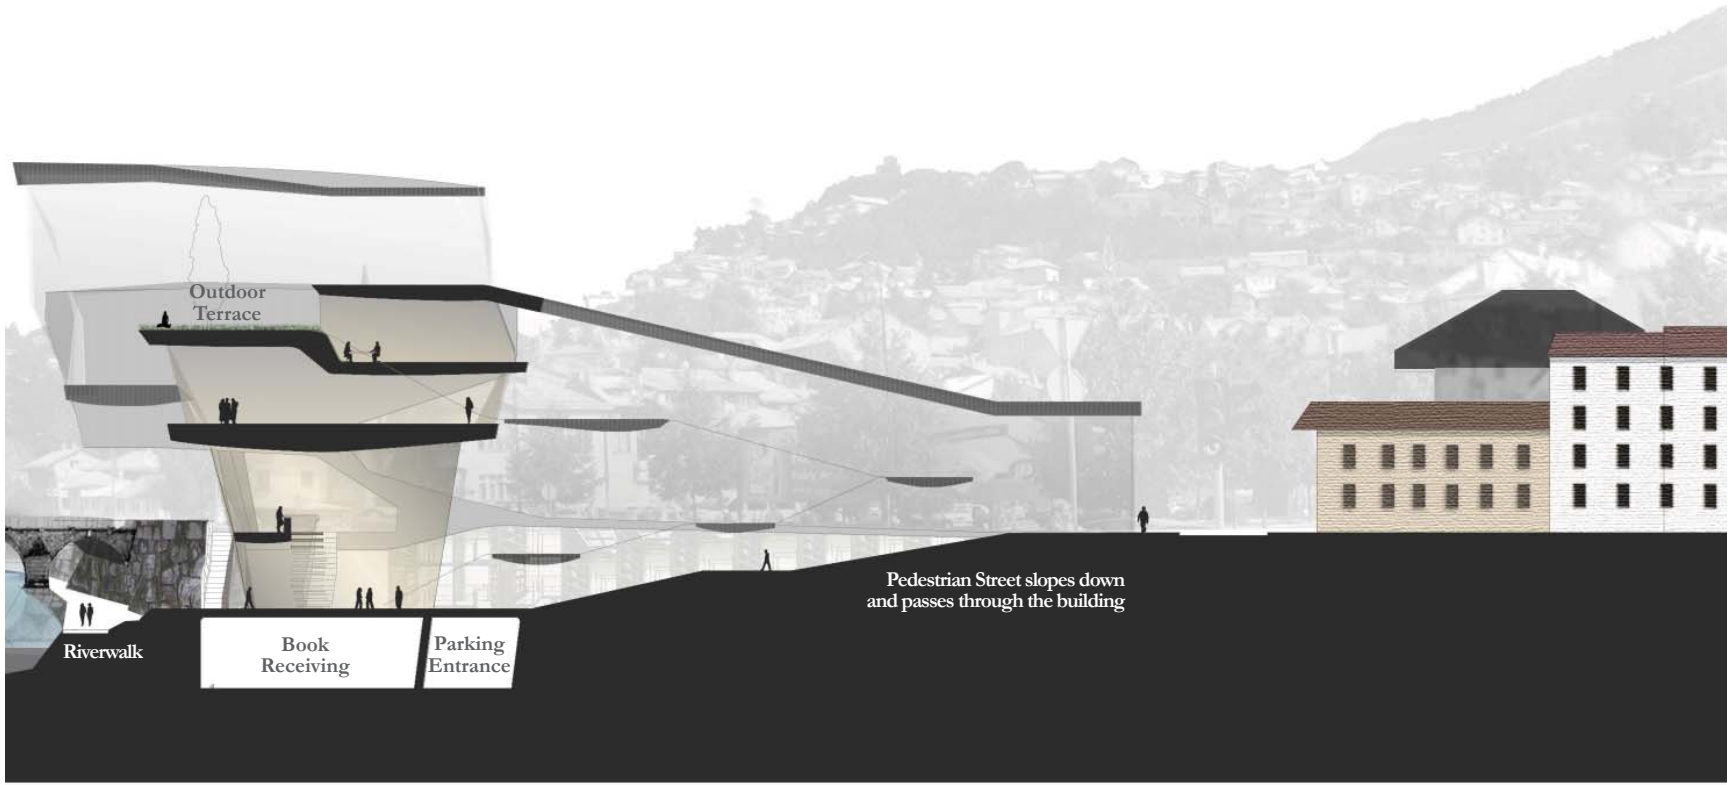 Outdoor
Terrace
Pedestrian Street slopes down
and passes through the building
Riverwalk
Book
Receiving
Parking
Entrance